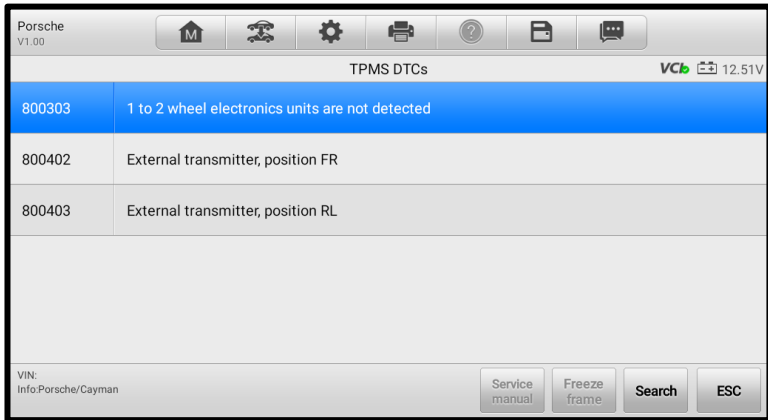 Porsche
V1.00
M
?
TPMS DTCs
VCI 12.51V
800303 1 to 2 wheel electronics units are not detected
800402 External transmitter, position FR
800403 External transmitter, position RL
VIN:
Info:Porsche/Cayman
Service manual
Freeze frame
Search
ESC